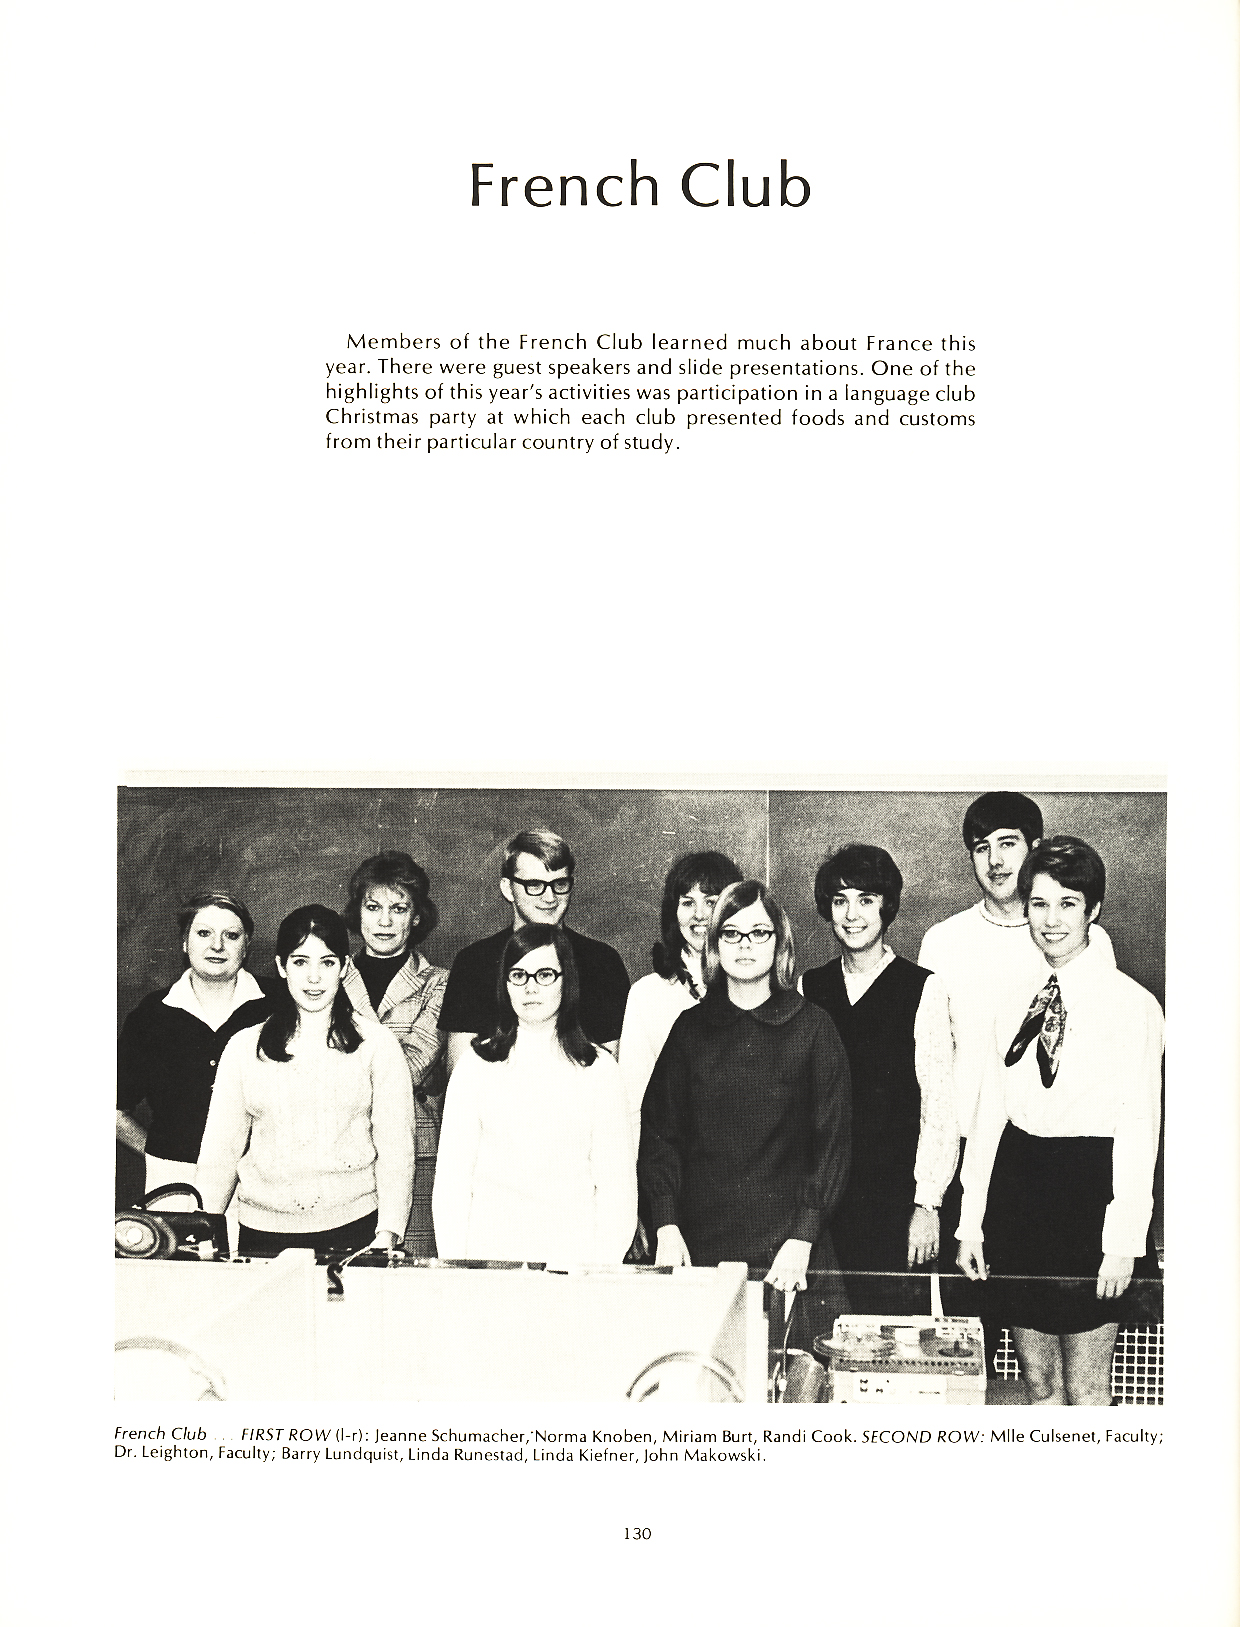 French Club
Members of the French Club learned much about France this
year. There were guest speakers and slide presentations. One of the
highlights of this year's activities was participation in a language club
Christmas party at which each club presented foods and customs
from their particular country of study.
2
French Club ... FIRST ROW (l-r): Jeanne Schumacher, Norma Knoben, Miriam Burt, Randi Cook. SECOND ROW: Mlle Culsenet, Faculty;
Dr. Leighton, Faculty; Barry Lundquist, Linda Runestad, Linda Kiefner, John Makowski.
130